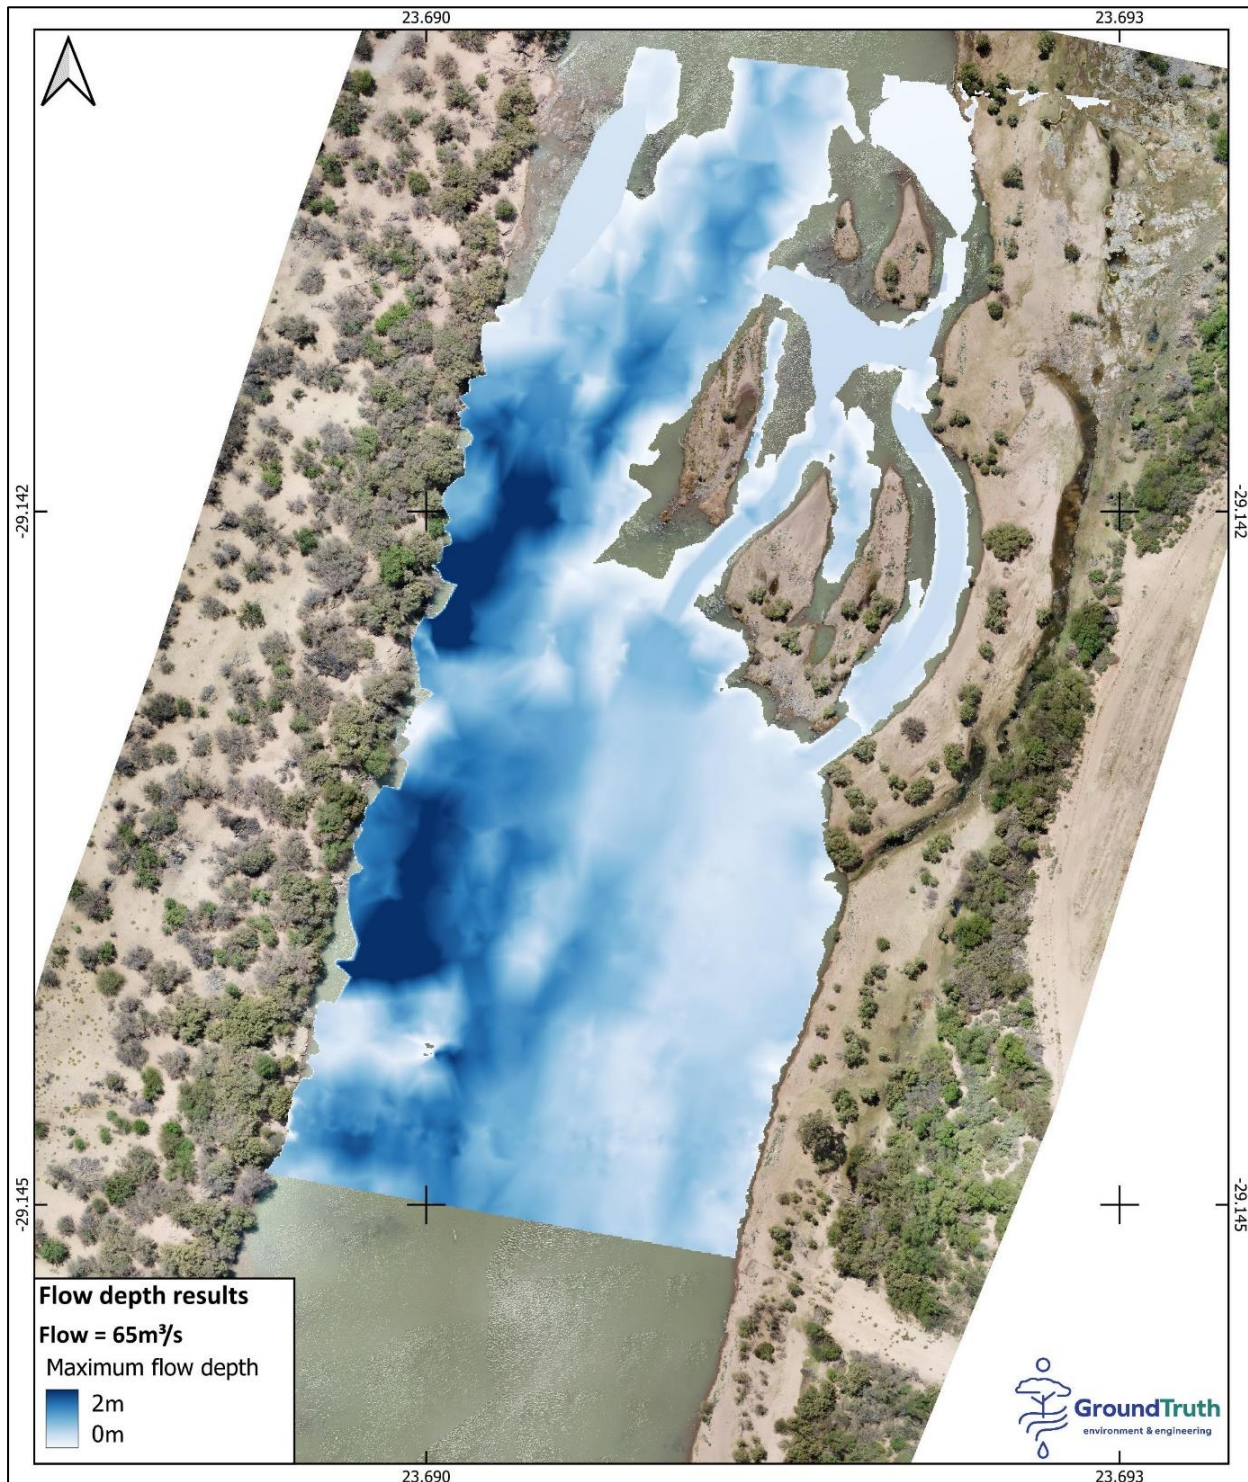 23.690
23.693
-29.142
-29.142
-29.145
-29.145
Flow depth results
Flow = 65m³/s
Maximum flow depth
2m
0m
GroundTruth
environment & engineering
23.690
23.693